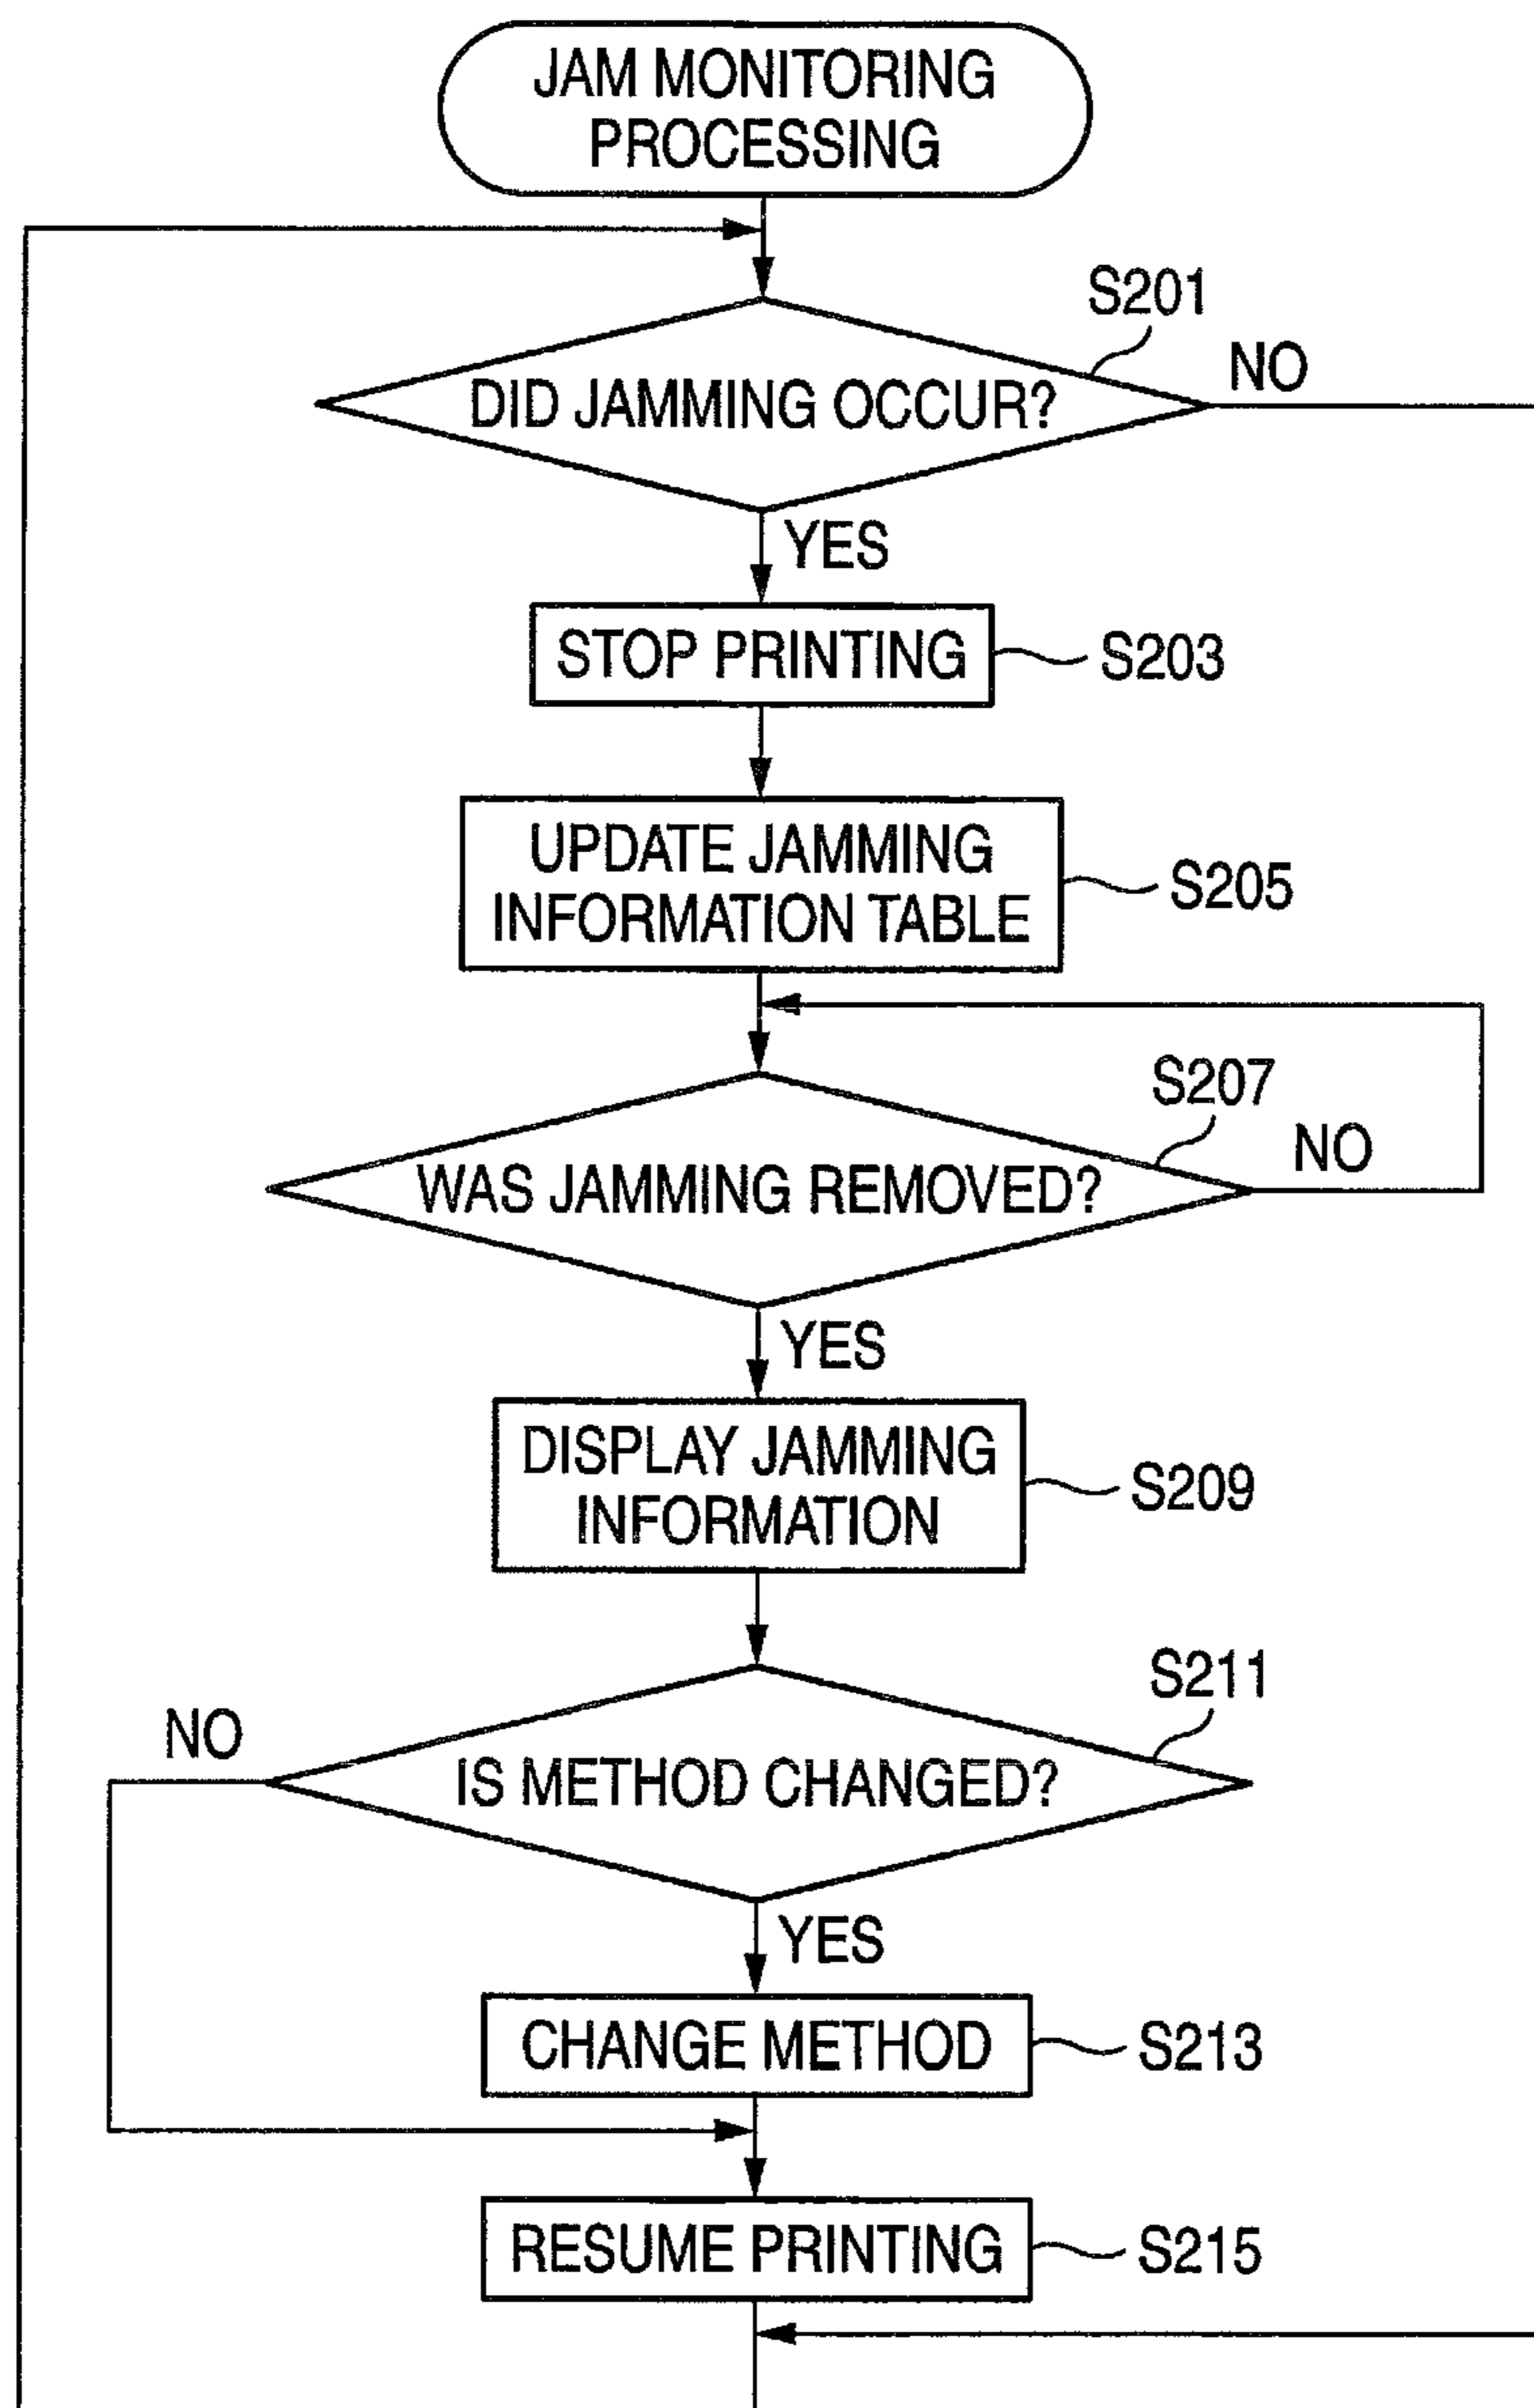 JAM MONITORING
PROCESSING
S201
NO
DID JAMMING OCCUR?
YES
STOP PRINTING
S203
UPDATE JAMMING
INFORMATION TABLE
S205
S207
NO
WAS JAMMING REMOVED?
YES
DISPLAY JAMMING
INFORMATION
S209
S211
NO
IS METHOD CHANGED?
YES
CHANGE METHOD
S213
RESUME PRINTING
S215